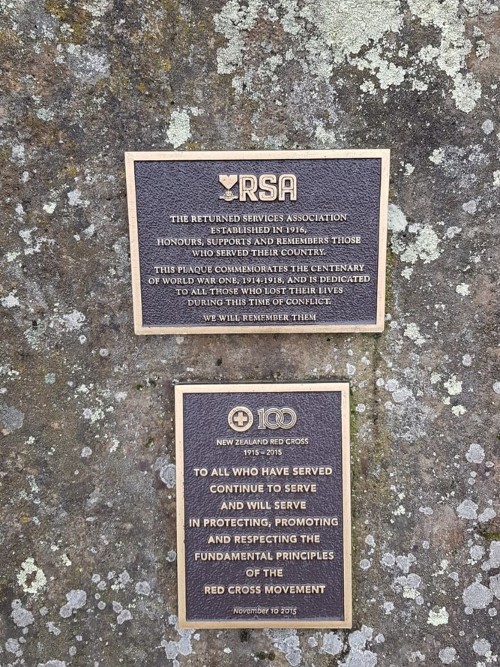 RSA
THE RETURNED SERVICES ASSOCIATION
ESTABLISHED IN 1916,
HONOURS, SUPPORTS AND REMEMBERS THOSE
WHO SERVED THEIR COUNTRY.
THIS PLAQUE COMMEMORATES THE CENTENARY
OF WORLD WAR ONE, 1914-1918, AND IS DEDICATED
TO ALL THOSE WHO LOST THEIR LIVES
DURING THIS TIME OF CONFLICT.
WE WILL REMEMBER THEM
100
NEW ZEALAND RED CROSS
1915 – 2015
TO ALL WHO HAVE SERVED
CONTINUE TO SERVE
AND WILL SERVE
IN PROTECTING, PROMOTING
AND RESPECTING THE
FUNDAMENTAL PRINCIPLES
OF THE
RED CROSS MOVEMENT
November 10 2015